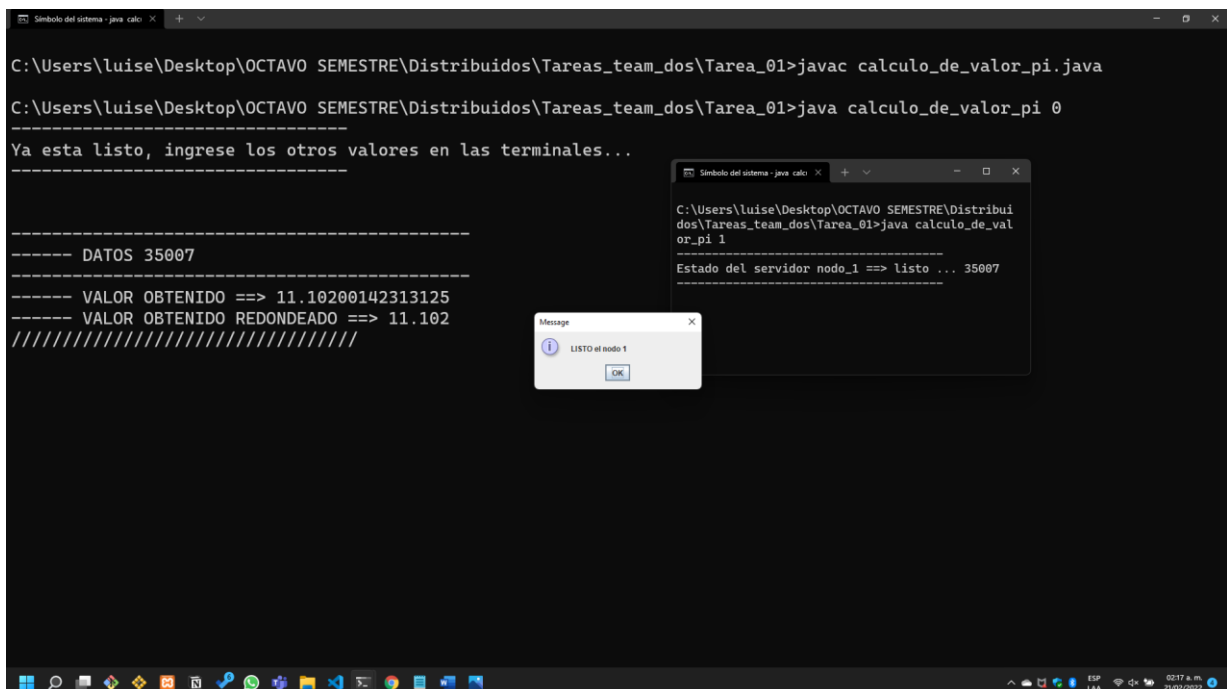 Símbolo del sistema - java calc
C:\Users\luise\Desktop\OCTAVO SEMESTRE\Distribuidos\Tareas_team_dos\Tarea_01>javac calculo_de_valor_pi.java
C:\Users\luise\Desktop\OCTAVO SEMESTRE\Distribuidos\Tareas_team_dos\Tarea_01>java calculo_de_valor_pi 0
---------------------------------
Ya esta listo, ingrese los otros valores en las terminales...
---------------------------------
---------------------------------------------
------ DATOS 35007
---------------------------------------------
------ VALOR OBTENIDO ==> 11.10200142313125
------ VALOR OBTENIDO REDONDEADO ==> 11.102
//////////////////////////////////
Símbolo del sistema - java calc
C:\Users\luise\Desktop\OCTAVO SEMESTRE\Distribui
dos\Tareas_team_dos\Tarea_01>java calculo_de_val
or_pi 1
---------------------------------------
Estado del servidor nodo_1 ==> listo ... 35007
---------------------------------------
Message
LISTO el nodo 1
OK
ESP
LAA
02:17 a. m.
21/02/2022